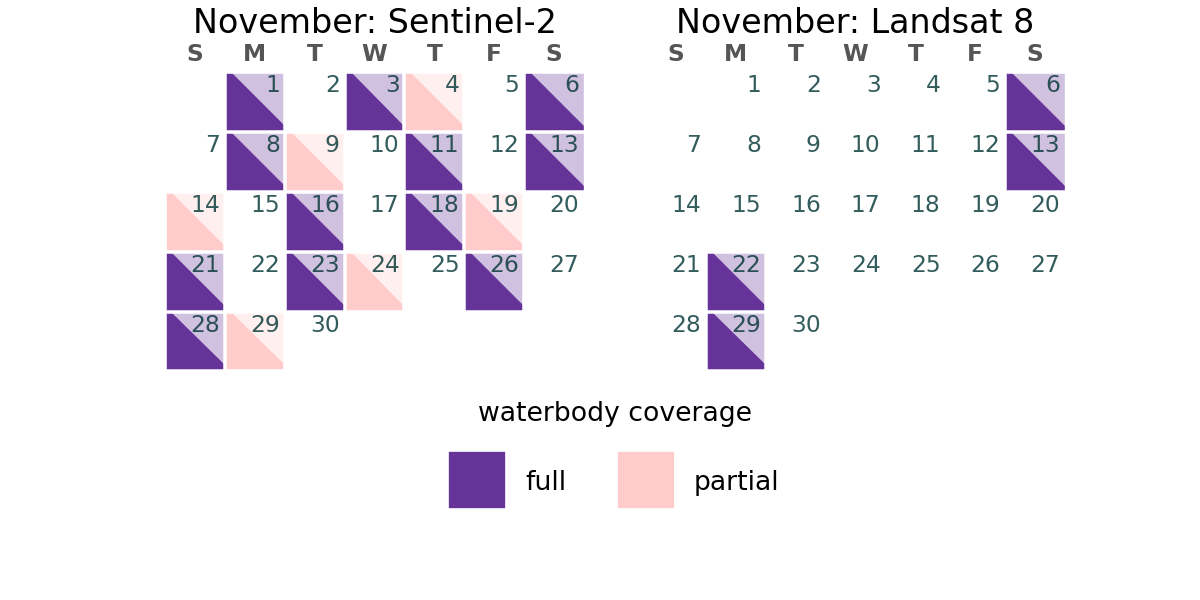 November: Sentinel-2
S M T W T F S
1 2 3 4 5 6
7 8 9 10 11 12 13
14 15 16 17 18 19 20
21 22 23 24 25 26 27
28 29 30
November: Landsat 8
S M T W T F S
1 2 3 4 5 6
7 8 9 10 11 12 13
14 15 16 17 18 19 20
21 22 23 24 25 26 27
28 29 30
waterbody coverage
full partial